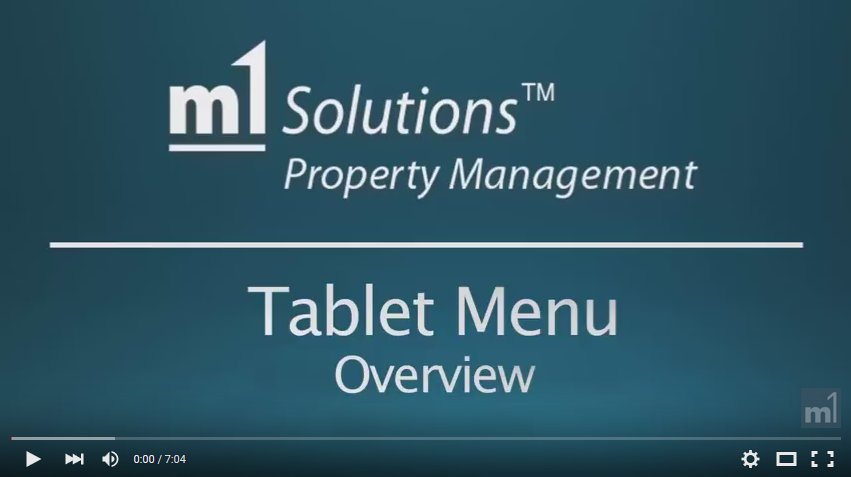 m1 Solutions™
Property Management
Tablet Menu
Overview
m1
0:00 / 7:04